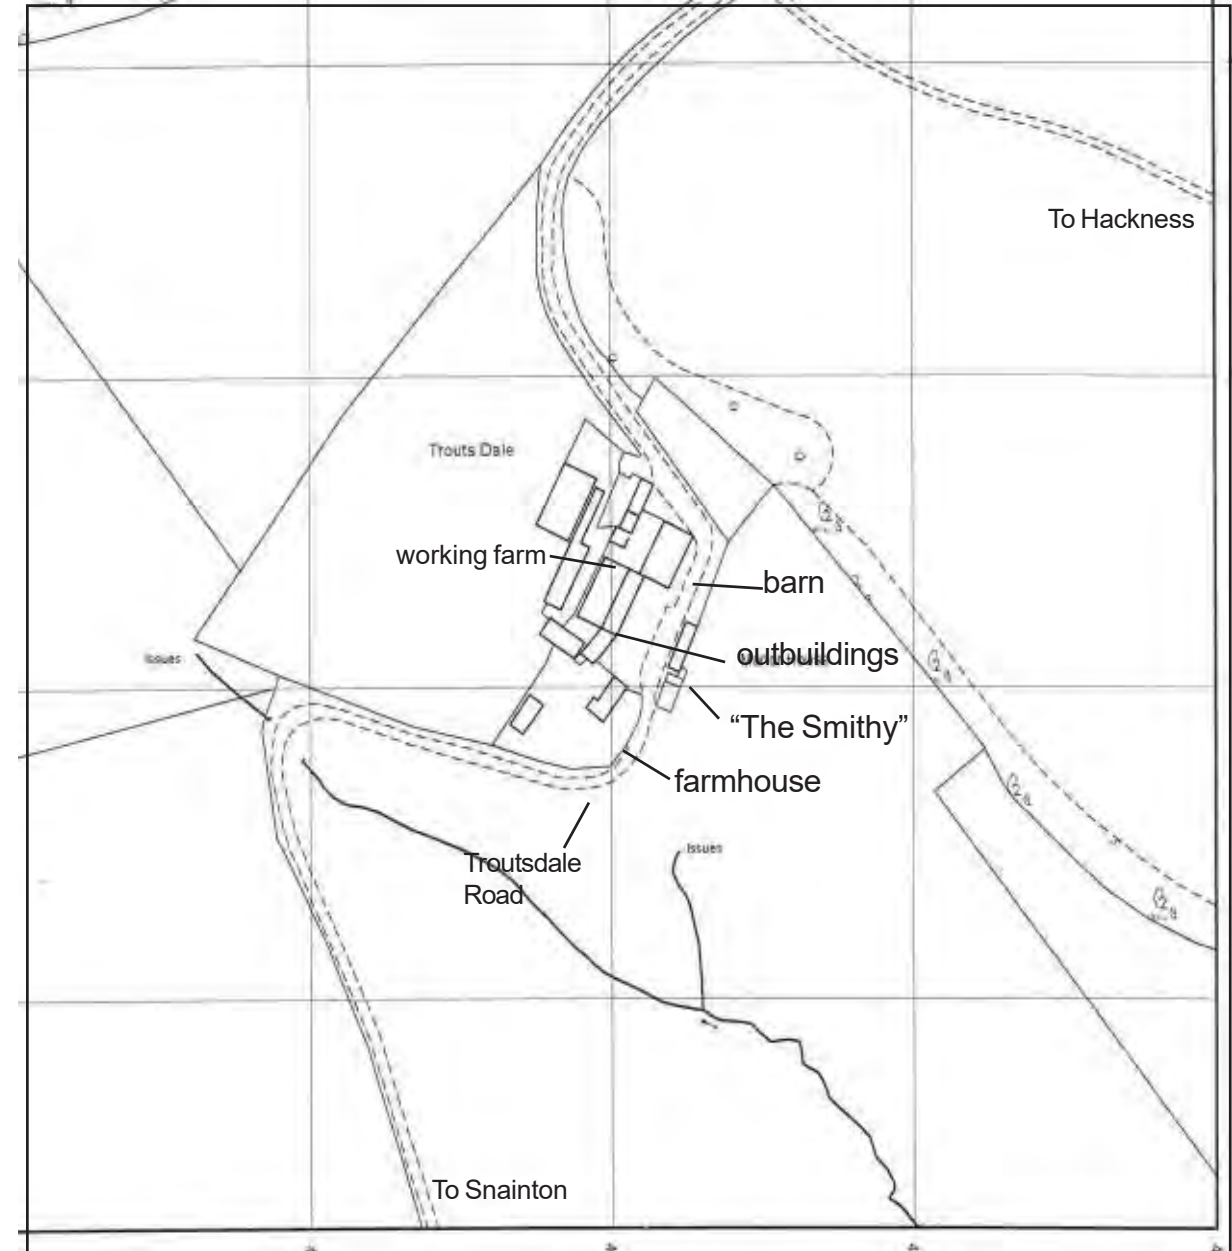 To Hackness
Trouts Dale
working farm
barn
outbuildings
Issues
“The Smithy”
farmhouse
Issues
Troutsdale
Road
To Snainton